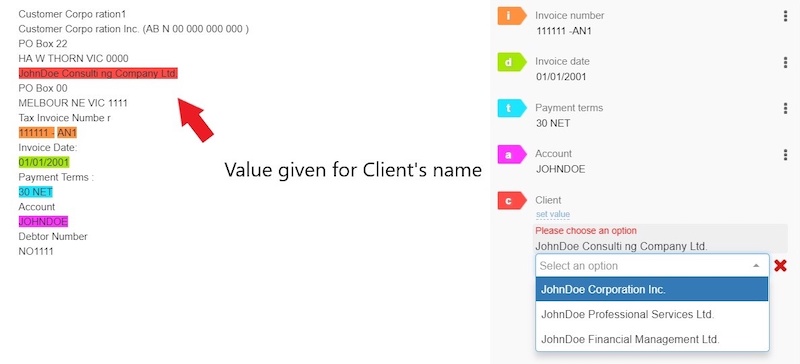 Customer Corpo ration1
Customer Corpo ration Inc. (AB N 00 000 000 000 )
PO Box 22
HA W THORN VIC 0000
JohnDoe Consulti ng Company Ltd.
PO Box 00
MELBOUR NE VIC 1111
Tax Invoice Numbe r
111111 - AN1
Invoice Date:
01/01/2001
Payment Terms :
30 NET
Account
JOHNDOE
Debtor Number
NO1111
Value given for Client's name
i Invoice number
111111 -AN1
d Invoice date
01/01/2001
t Payment terms
30 NET
a Account
JOHNDOE
c Client
set value
Please choose an option
JohnDoe Consulti ng Company Ltd.
Select an option
JohnDoe Corporation Inc.
JohnDoe Professional Services Ltd.
JohnDoe Financial Management Ltd.